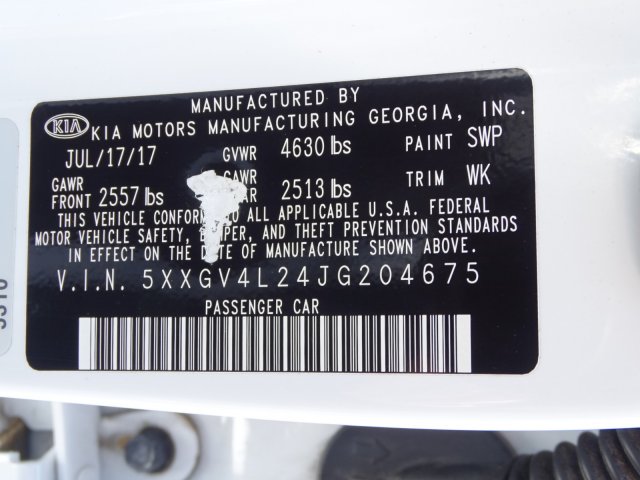 MANUFACTURED BY
KIA KIA MOTORS MANUFACTURING GEORGIA, INC.
JUL/17/17 GVWR 4630 lbs PAINT SWP
GAWR GAWR
FRONT 2557 lbs 2513 lbs TRIM WK
THIS VEHICLE TO ALL APPLICABLE U.S.A. FEDERAL
MOTOR VEHICLE SAFETY, AND THEFT PREVENTION STANDARDS
IN EFFECT ON THE DATE OF MANUFACTURE SHOWN ABOVE.
V.I.N. 5XXGV4L24JG204675
PASSENGER CAR